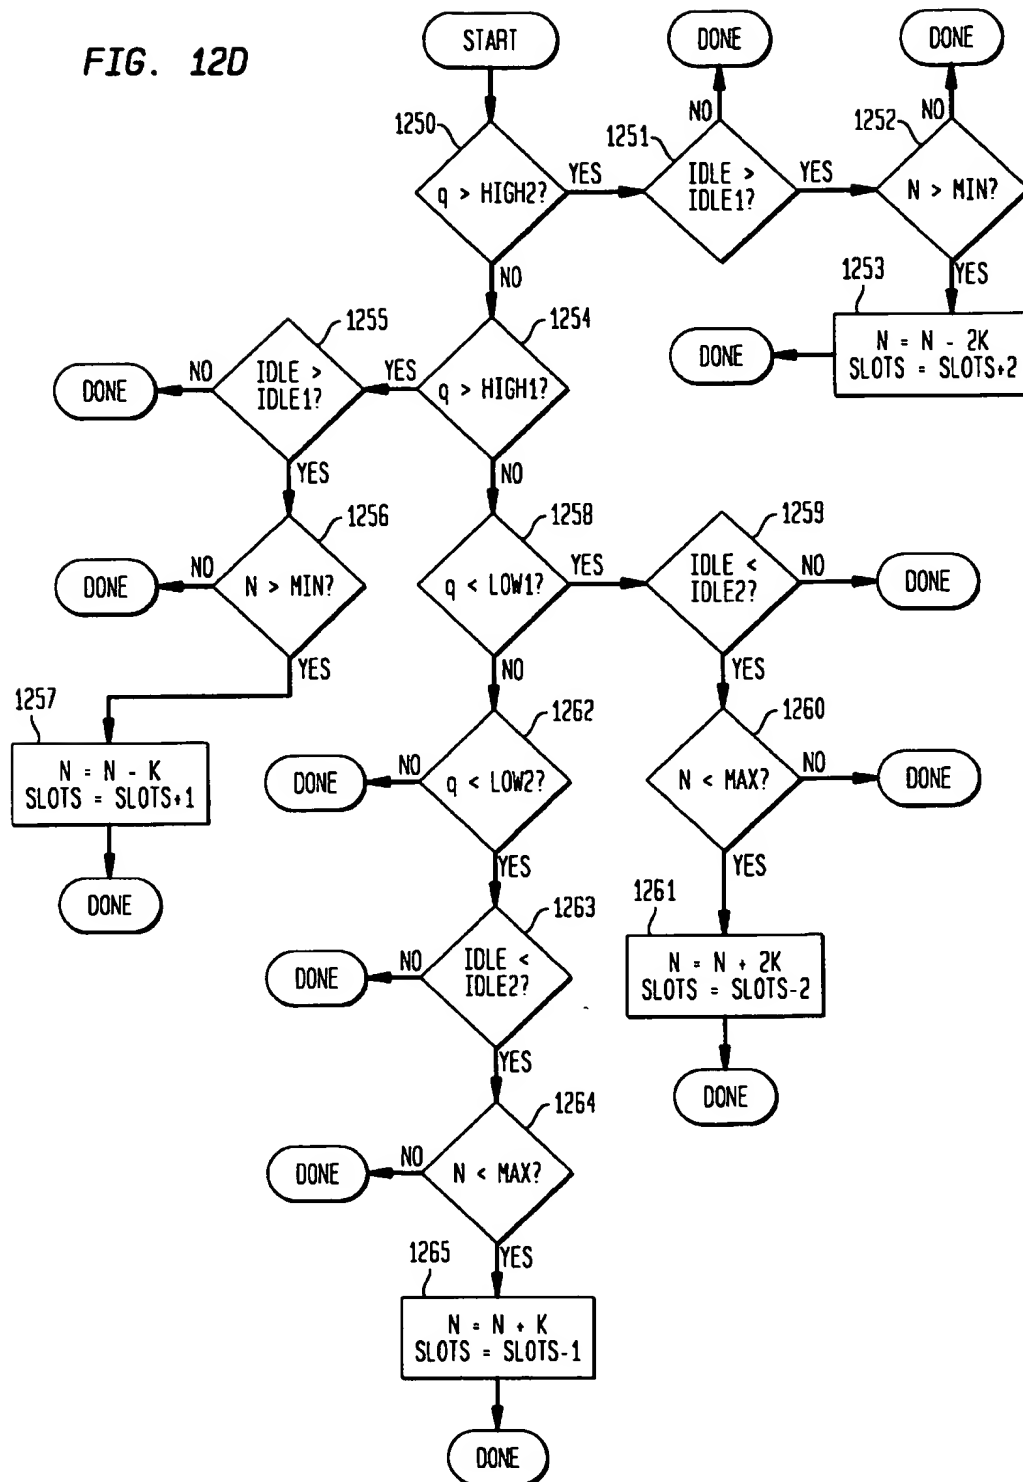 FIG. 12D
START
DONE
DONE
1250
q > HIGH2?
YES
NO
1251
IDLE >
IDLE1?
NO
YES
1252
N > MIN?
NO
YES
1253
N = N - 2K
SLOTS = SLOTS+2
DONE
1254
q > HIGH1?
YES
NO
1255
IDLE >
IDLE1?
NO
DONE
YES
1256
N > MIN?
NO
DONE
YES
1257
N = N - K
SLOTS = SLOTS+1
DONE
1258
q < LOW1?
YES
NO
1259
IDLE <
IDLE2?
NO
DONE
YES
1260
N < MAX?
NO
DONE
YES
1261
N = N + 2K
SLOTS = SLOTS-2
DONE
1262
q < LOW2?
NO
DONE
YES
1263
IDLE <
IDLE2?
NO
DONE
YES
1264
N < MAX?
NO
DONE
YES
1265
N = N + K
SLOTS = SLOTS-1
DONE